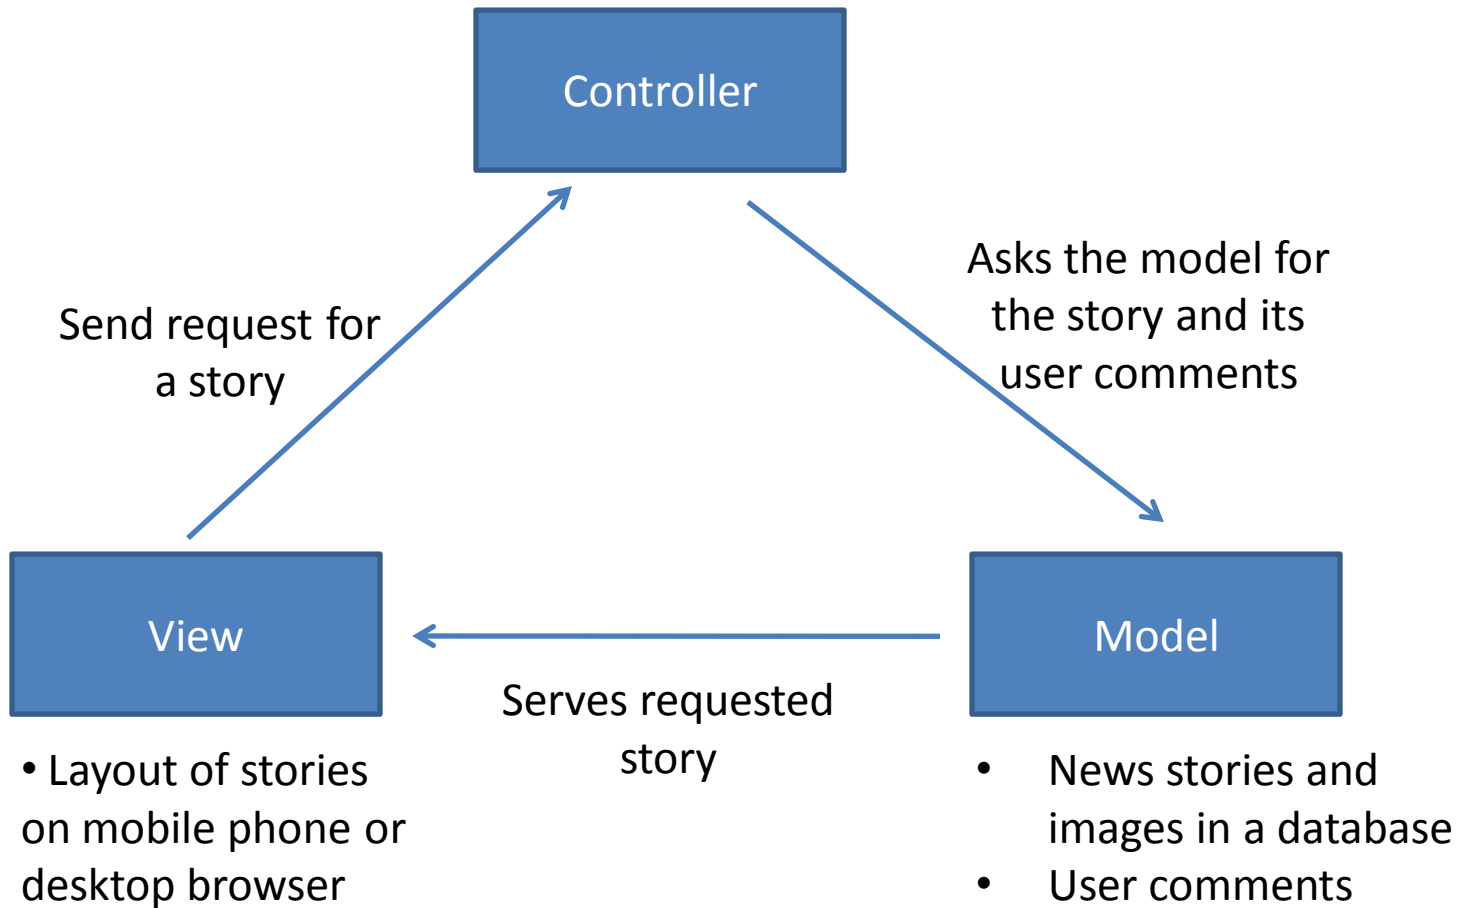 Controller
Asks the model for
the story and its
user comments
Send request for
a story
View
Model
Serves requested
story
• Layout of stories
on mobile phone or
desktop browser
• News stories and
images in a database
• User comments